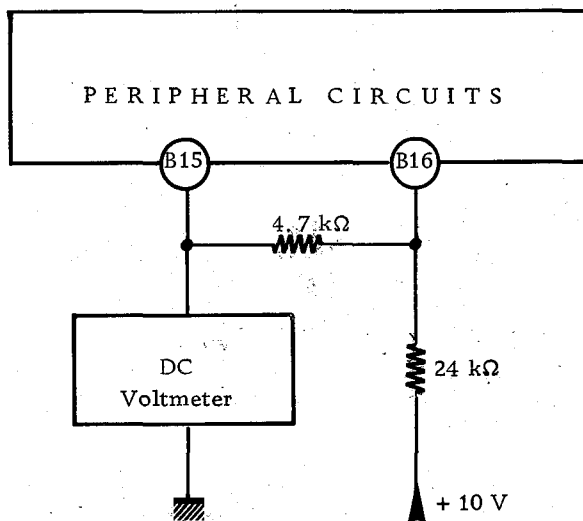 PERIPHERAL CIRCUITS
B15
B16
4.7 kΩ
DC
Voltmeter
24 kΩ
+ 10 V